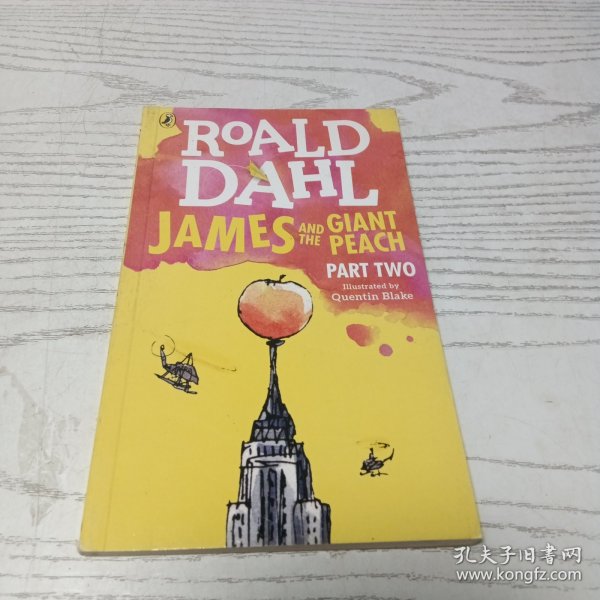 ROALD
DAHL
JAMES AND THE GIANT PEACH
PART TWO
Illustrated by
Quentin Blake
孔夫子旧书网
www.kongfz.com